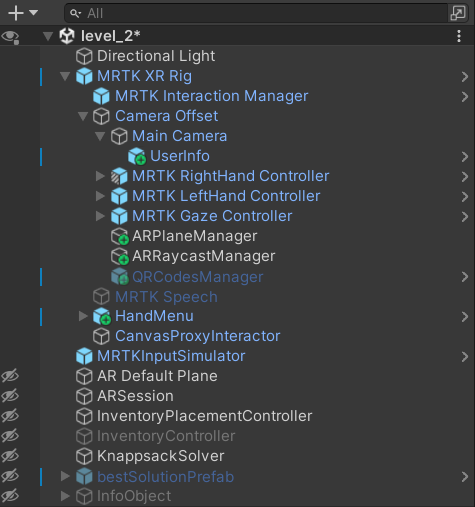 All
level_2*
Directional Light
MRTK XR Rig
MRTK Interaction Manager
Camera Offset
Main Camera
UserInfo
MRTK RightHand Controller
MRTK LeftHand Controller
MRTK Gaze Controller
ARPlaneManager
ARRaycastManager
QRCodesManager
MRTK Speech
HandMenu
CanvasProxyInteractor
MRTKInputSimulator
AR Default Plane
ARSession
InventoryPlacementController
InventoryController
KnappsackSolver
bestSolutionPrefab
InfoObject